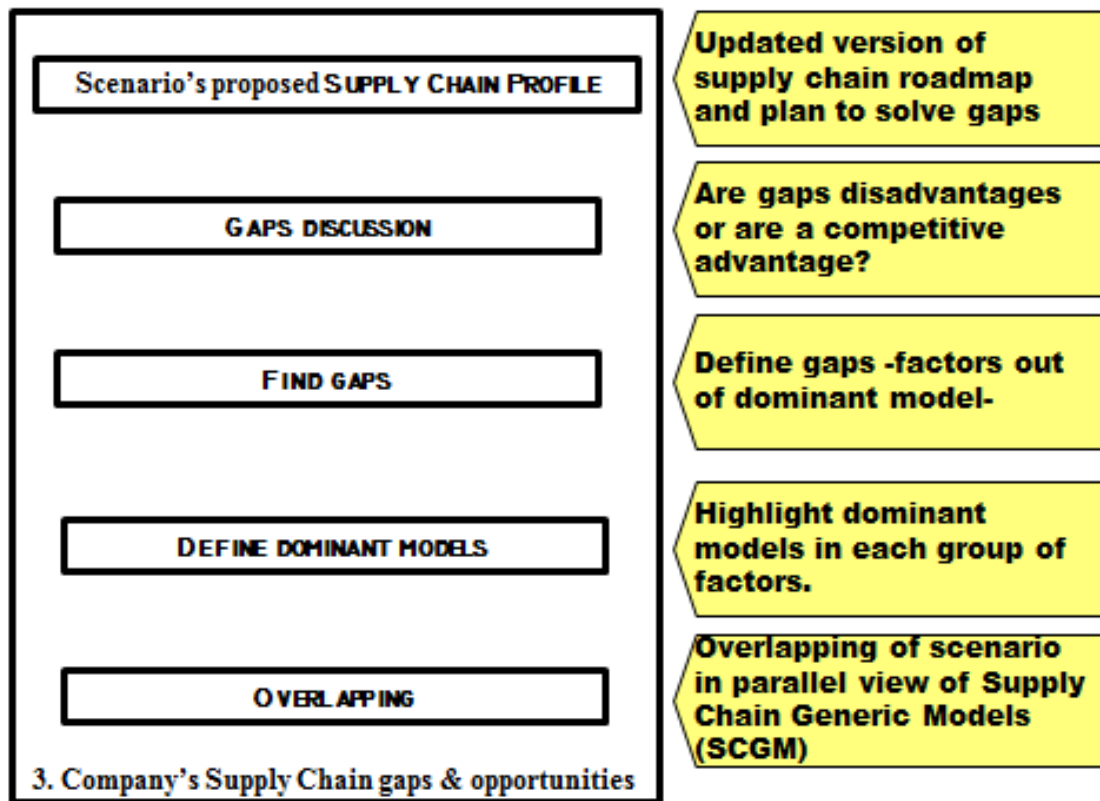 Scenario's proposed SUPPLY CHAIN PROFILE
Updated version of
supply chain roadmap
and plan to solve gaps
GAPS DISCUSSION
Are gaps disadvantages
or are a competitive
advantage?
FIND GAPS
Define gaps -factors out
of dominant model-
DEFINE DOMINANT MODELS
Highlight dominant
models in each group of
factors.
OVERLAPPING
Overlapping of scenario
in parallel view of Supply
Chain Generic Models
(SCGM)
3. Company's Supply Chain gaps & opportunities